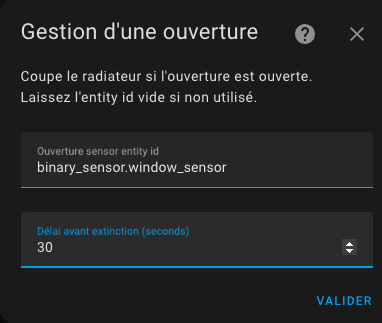 Gestion d'une ouverture
Coupe le radiateur si l'ouverture est ouverte.
Laissez l'entity id vide si non utilisé.
Ouverture sensor entity id
binary_sensor.window_sensor
Délai avant extinction (seconds)
30
VALIDER